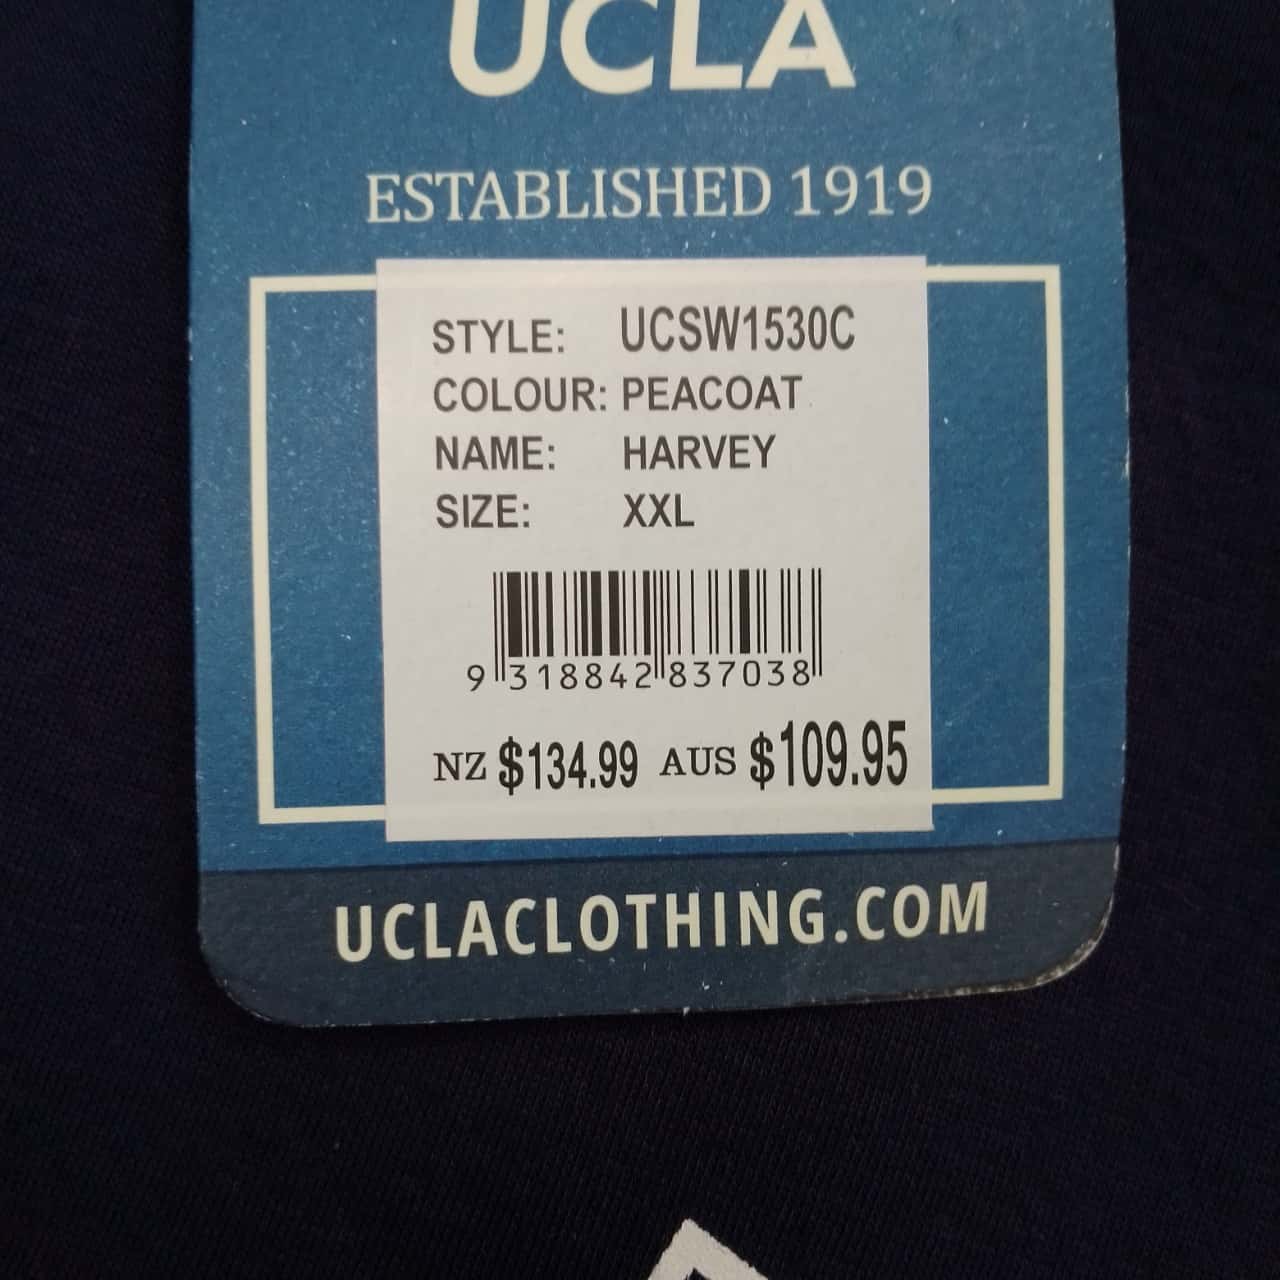 UCLA
ESTABLISHED 1919
STYLE: UCSW1530C
COLOUR: PEACOAT
NAME: HARVEY
SIZE: XXL
9 318842 837038
NZ $134.99 AUS $109.95
UCLACLOTHING.COM